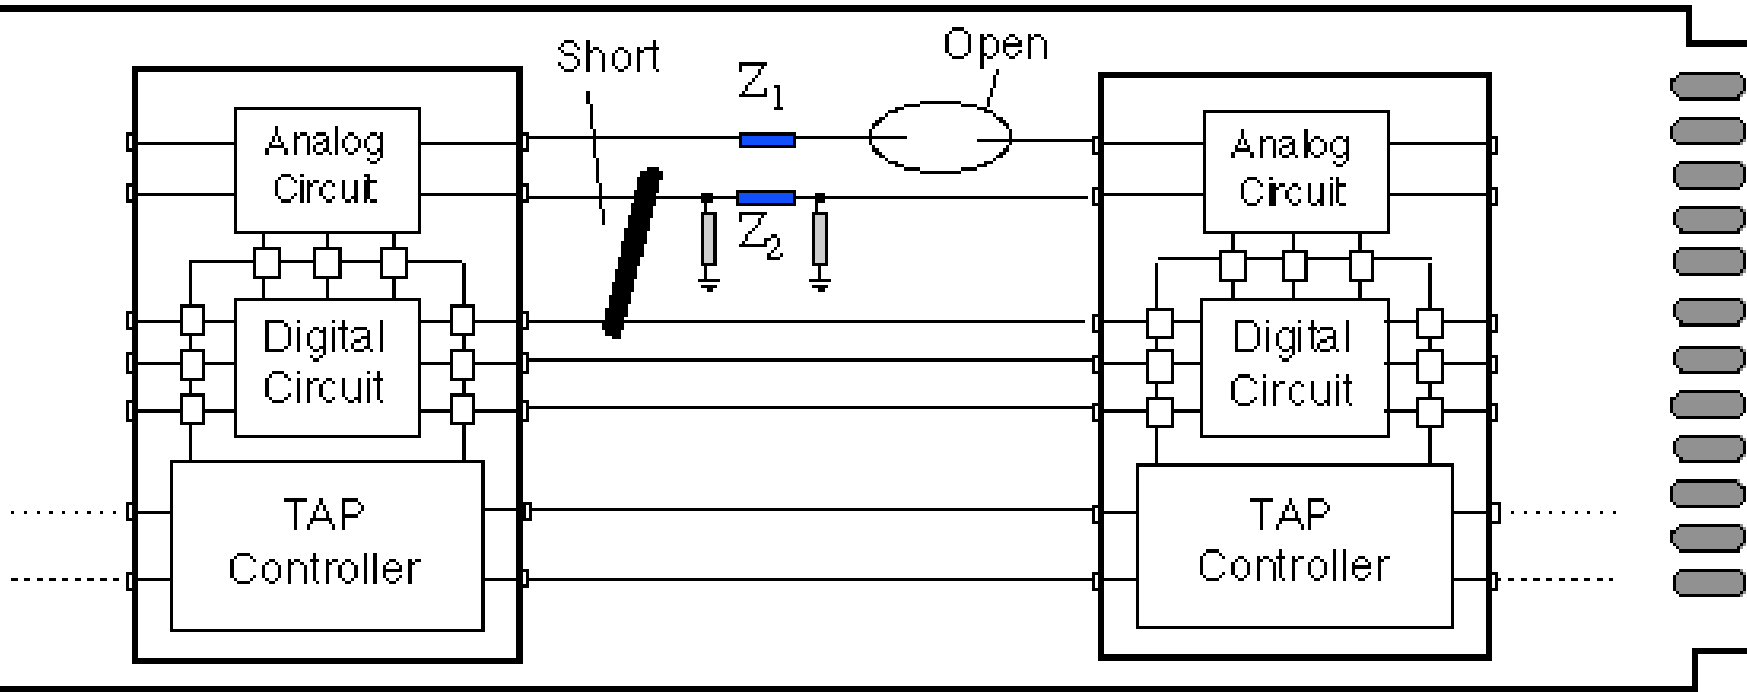 Short
Open
Z1
Analog
Circuit
Z2
Digital
Circuit
TAP
Controller
Analog
Circuit
Digital
Circuit
TAP
Controller